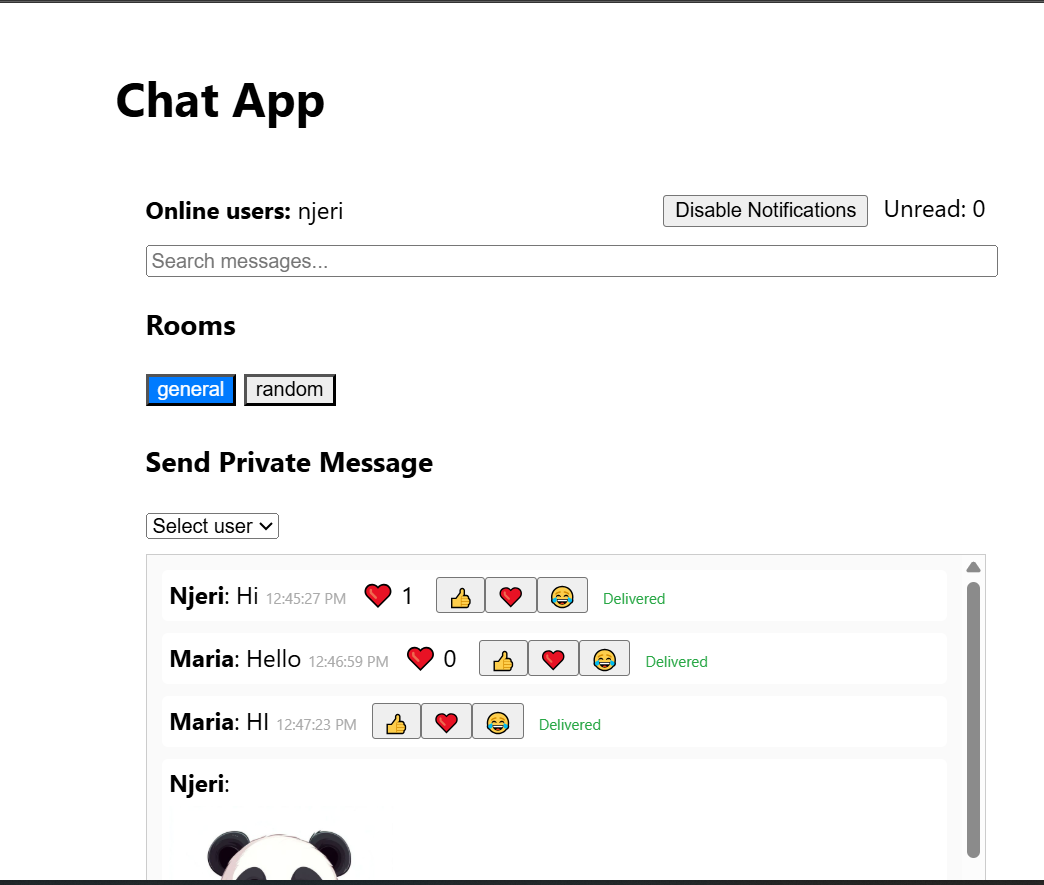 Chat App
Online users: njeri
Disable Notifications
Unread: 0
Search messages...
Rooms
general
random
Send Private Message
Select user
Njeri: Hi 12:45:27 PM ❤️ 1 👍 ❤️ 😂 Delivered
Maria: Hello 12:46:59 PM ❤️ 0 👍 ❤️ 😂 Delivered
Maria: HI 12:47:23 PM 👍 ❤️ 😂 Delivered
Njeri: